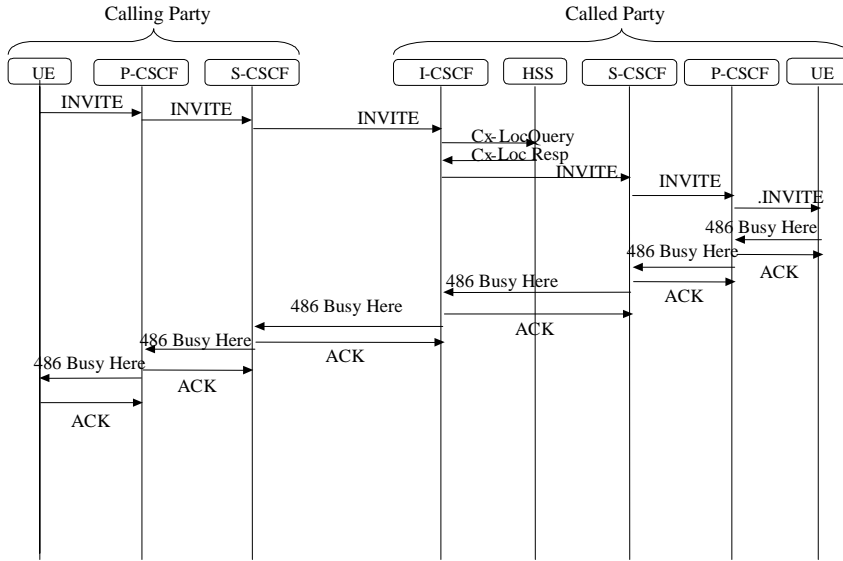 Calling Party
Called Party
UE
P-CSCF
S-CSCF
I-CSCF
HSS
S-CSCF
P-CSCF
UE
INVITE
INVITE
INVITE
Cx-LocQuery
Cx-Loc Resp
INVITE
INVITE
.INVITE
486 Busy Here
486 Busy Here
ACK
486 Busy Here
ACK
486 Busy Here
ACK
486 Busy Here
ACK
486 Busy Here
ACK
ACK